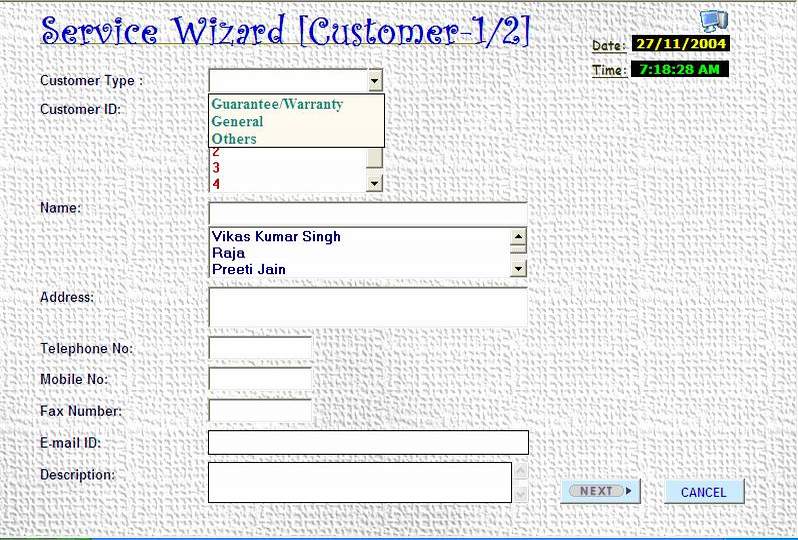 Service Wizard [Customer-1/2]
Date: 27/11/2004
Time: 7:18:28 AM
Customer Type :
Guarantee/Warranty
General
Others
Customer ID:
2
3
4
Name:
Vikas Kumar Singh
Raja
Preeti Jain
Address:
Telephone No:
Mobile No:
Fax Number:
E-mail ID:
Description:
NEXT
CANCEL